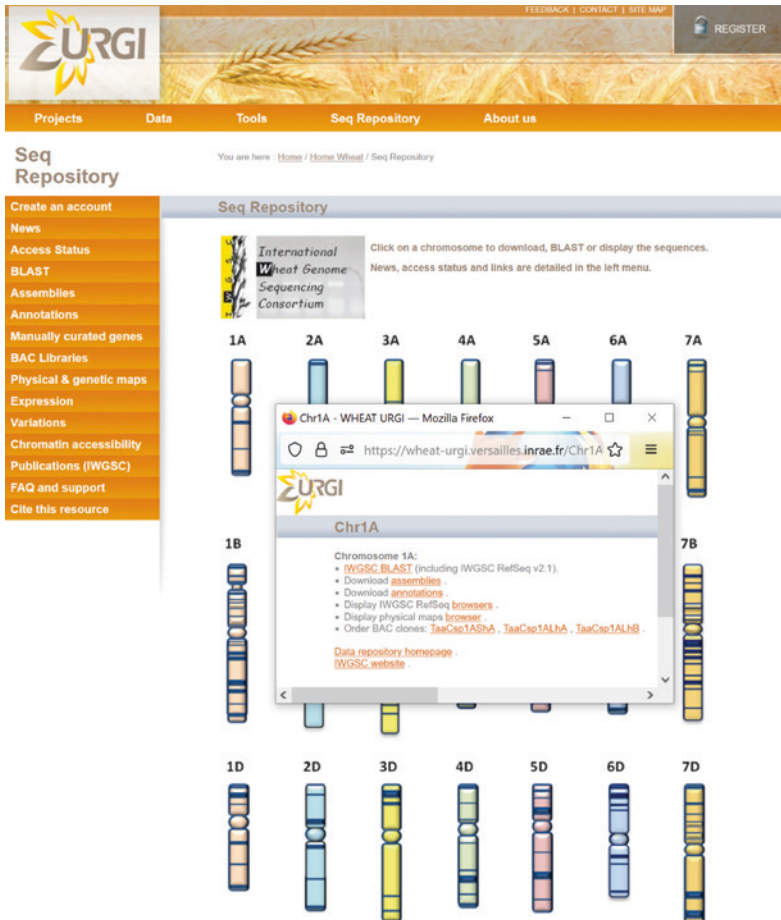 FEEDBACK | CONTACT | SITE MAP
REGISTER
URGI
Projects Data Tools Seq Repository About us
Seq
Repository
You are here : Home / Home Wheat / Seq Repository
Create an account
News
Access Status
BLAST
Assemblies
Annotations
Manually curated genes
BAC Libraries
Physical & genetic maps
Expression
Variations
Chromatin accessibility
Publications (IWGSC)
FAQ and support
Cite this resource
Seq Repository
International
Wheat Genome
Sequencing
Consortium
Click on a chromosome to download, BLAST or display the sequences.
News, access status and links are detailed in the left menu.
1A 2A 3A 4A 5A 6A 7A
Chr1A - WHEAT URGI — Mozilla Firefox
https://wheat-urgi.versailles.inrae.fr/Chr1A
URGI
Chr1A
Chromosome 1A:
• IWGSC BLAST (including IWGSC RefSeq v2.1).
• Download assemblies .
• Download annotations .
• Display IWGSC RefSeq browsers .
• Display physical maps browser .
• Order BAC clones: TaaCsp1AShA , TaaCsp1ALhA , TaaCsp1ALhB .
Data repository homepage .
IWGSC website .
1B 7B
1D 2D 3D 4D 5D 6D 7D